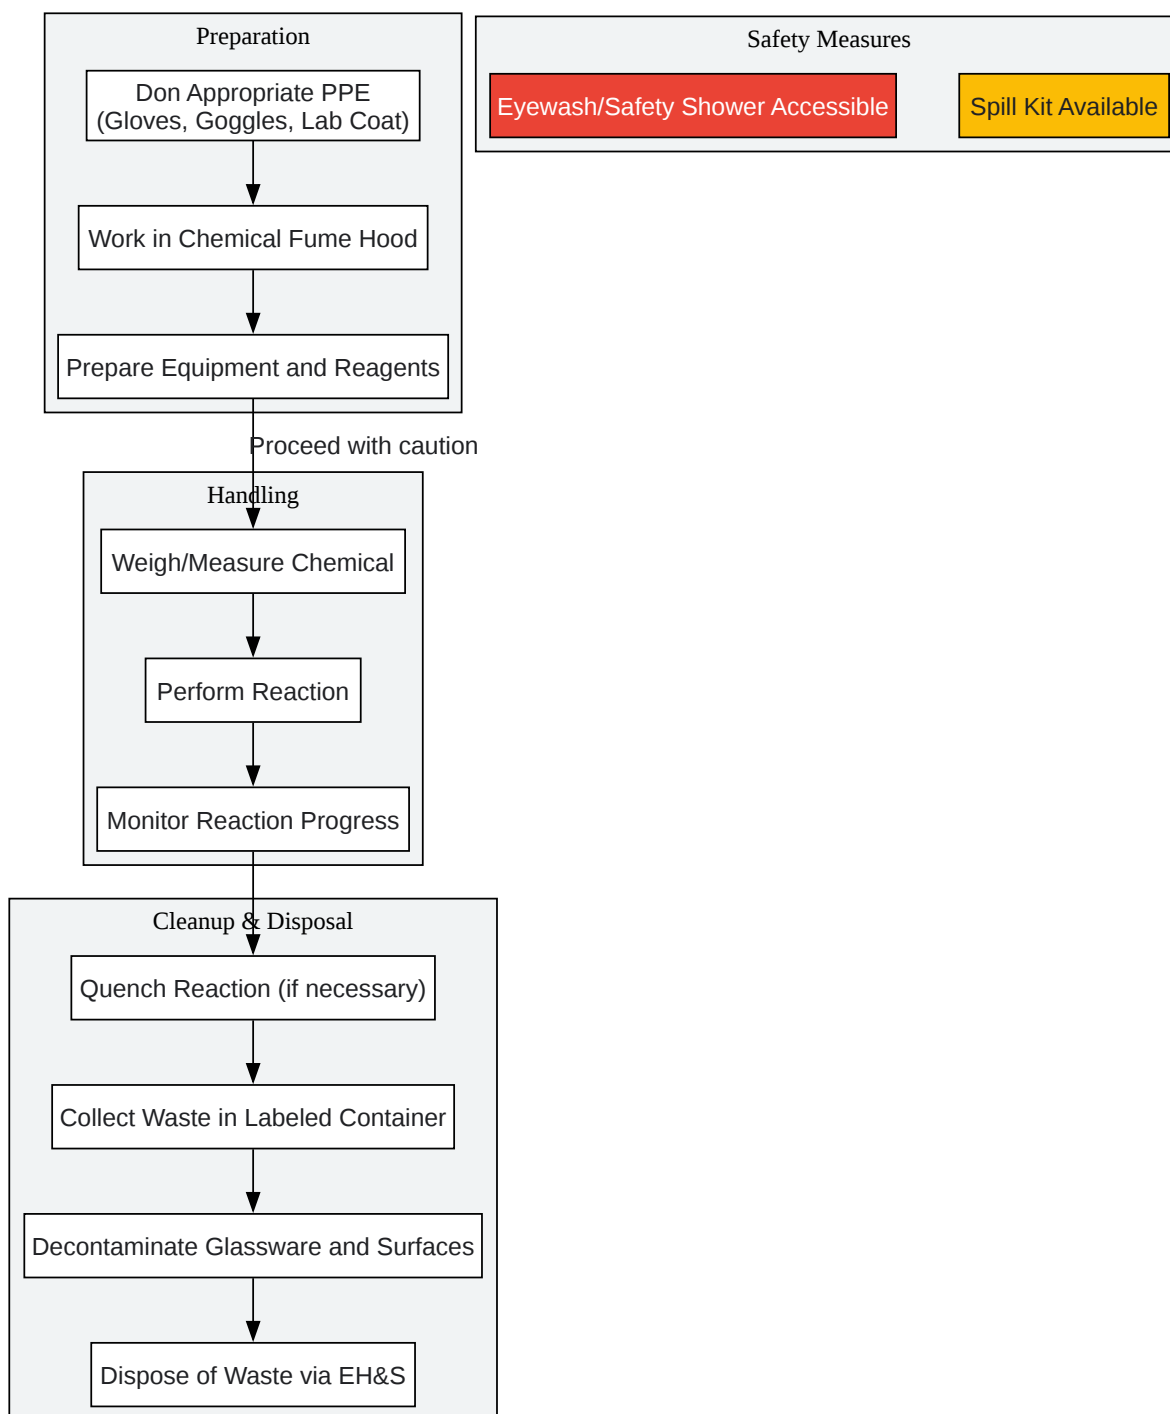 Preparation
Don Appropriate PPE
(Gloves, Goggles, Lab Coat)
Work in Chemical Fume Hood
Prepare Equipment and Reagents
Proceed with caution
Handling
Weigh/Measure Chemical
Perform Reaction
Monitor Reaction Progress
Cleanup & Disposal
Quench Reaction (if necessary)
Collect Waste in Labeled Container
Decontaminate Glassware and Surfaces
Dispose of Waste via EH&S
Safety Measures
Eyewash/Safety Shower Accessible
Spill Kit Available